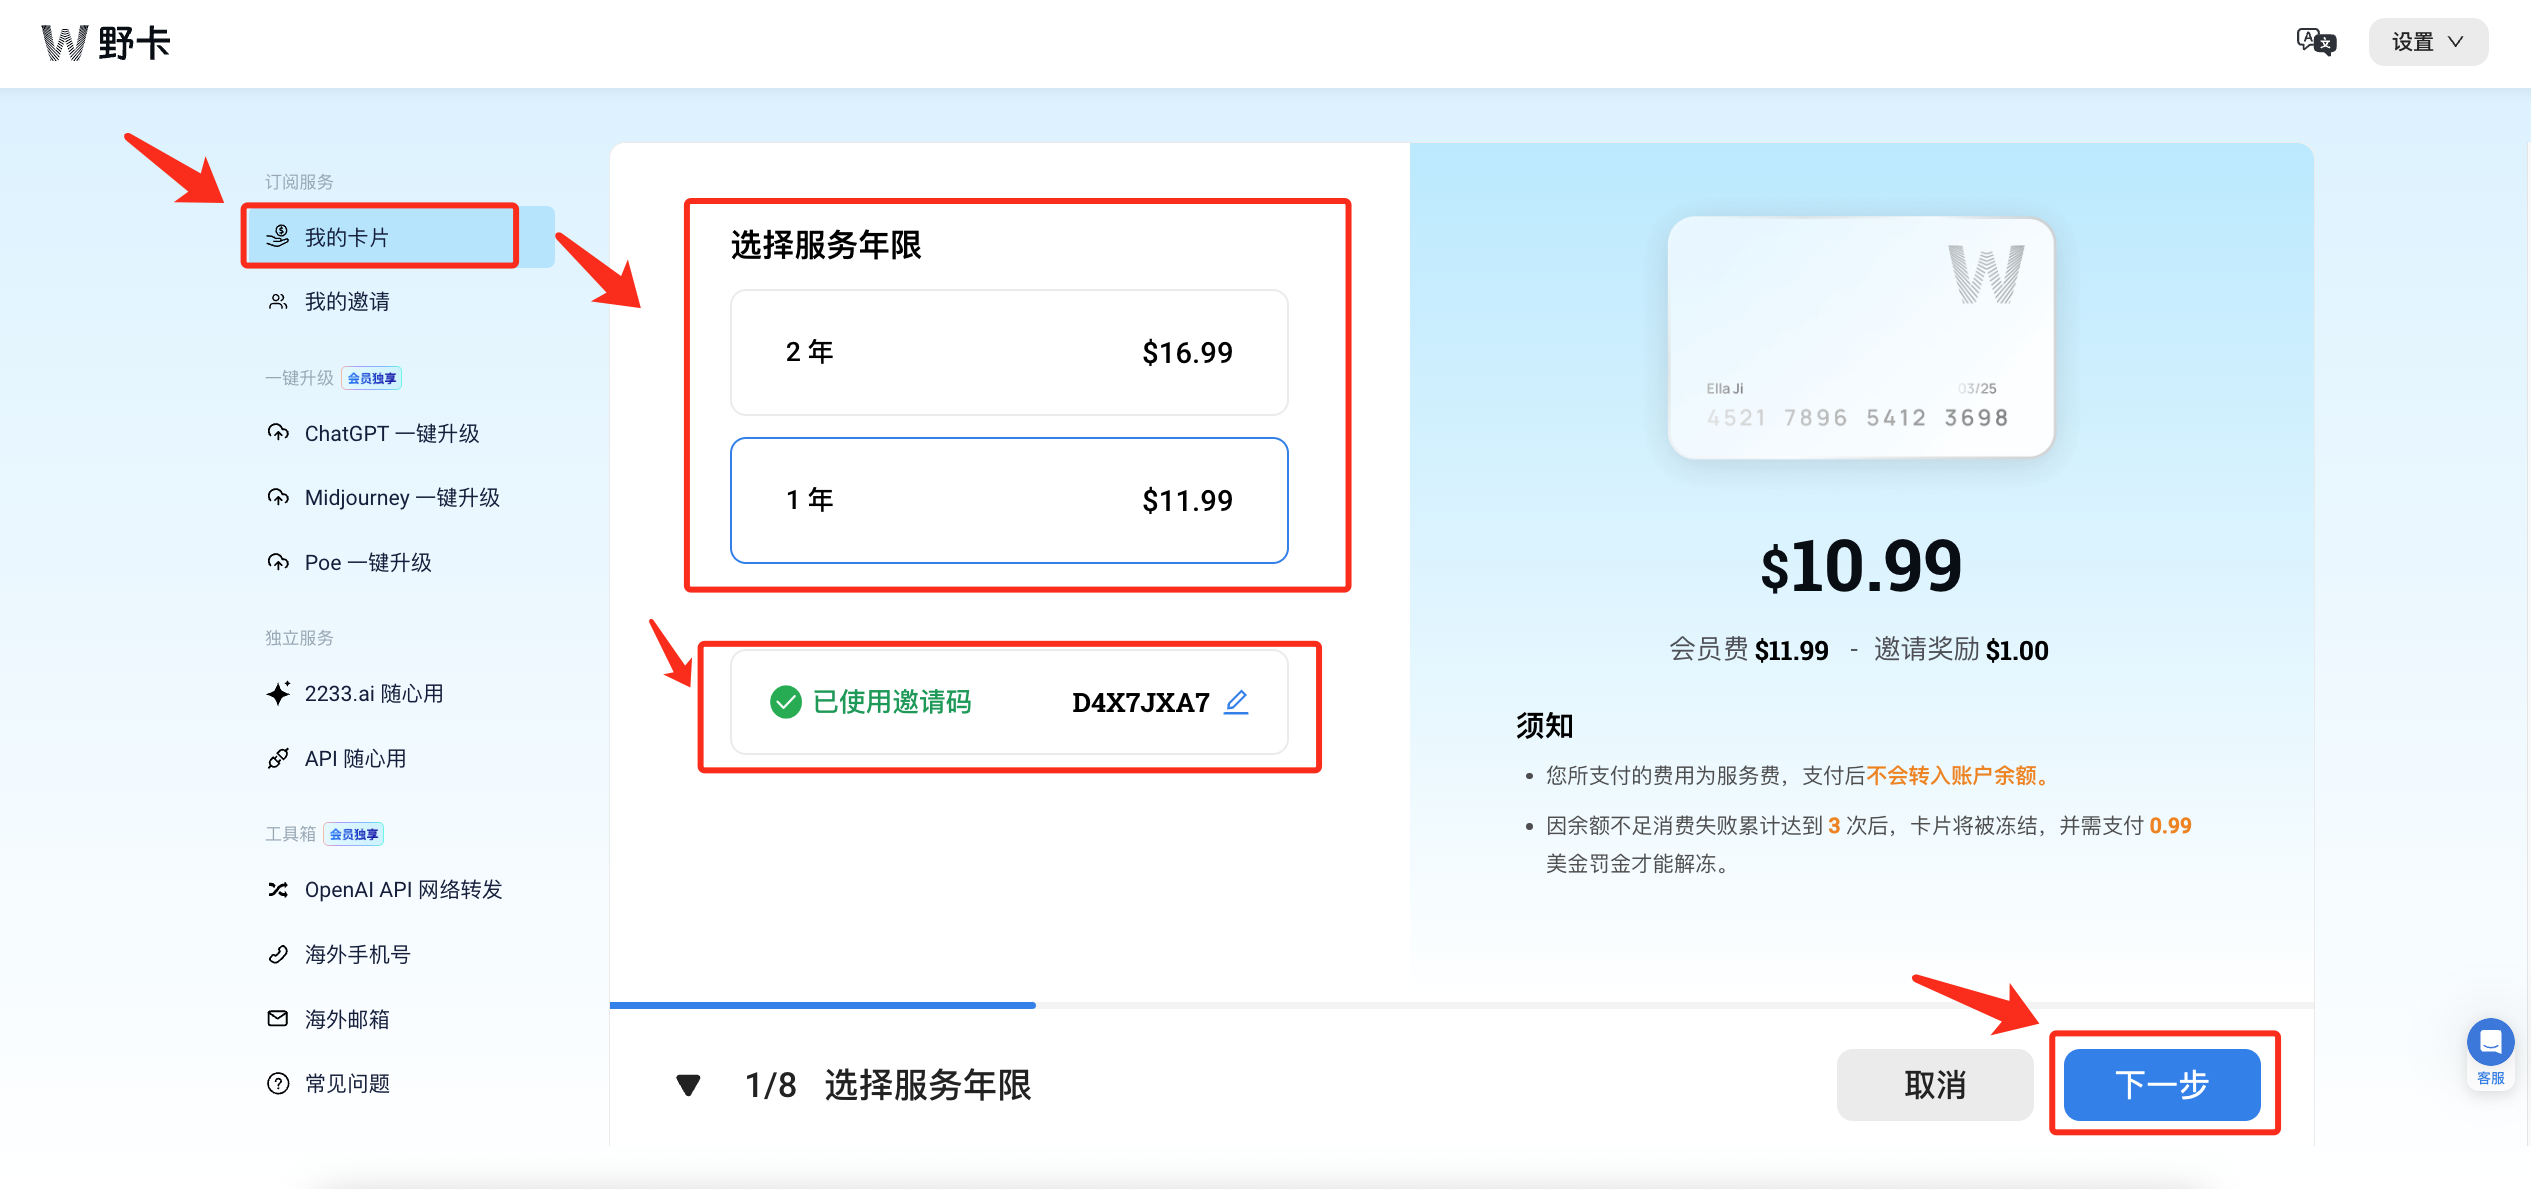 野卡
设置
订阅服务
我的卡片
我的邀请
一键升级 会员独享
ChatGPT 一键升级
Midjourney 一键升级
Poe 一键升级
独立服务
2233.ai 随心用
API 随心用
工具箱 会员独享
OpenAI API 网络转发
海外手机号
海外邮箱
常见问题
选择服务年限
2 年 $16.99
1 年 $11.99
已使用邀请码 D4X7JXA7
Ella Ji 03/25
4521 7896 5412 3698
$10.99
会员费 $11.99 - 邀请奖励 $1.00
须知
• 您所支付的费用为服务费，支付后不会转入账户余额。
• 因余额不足消费失败累计达到 3 次后，卡片将被冻结，并需支付 0.99
美金罚金才能解冻。
1/8 选择服务年限
取消
下一步
客服